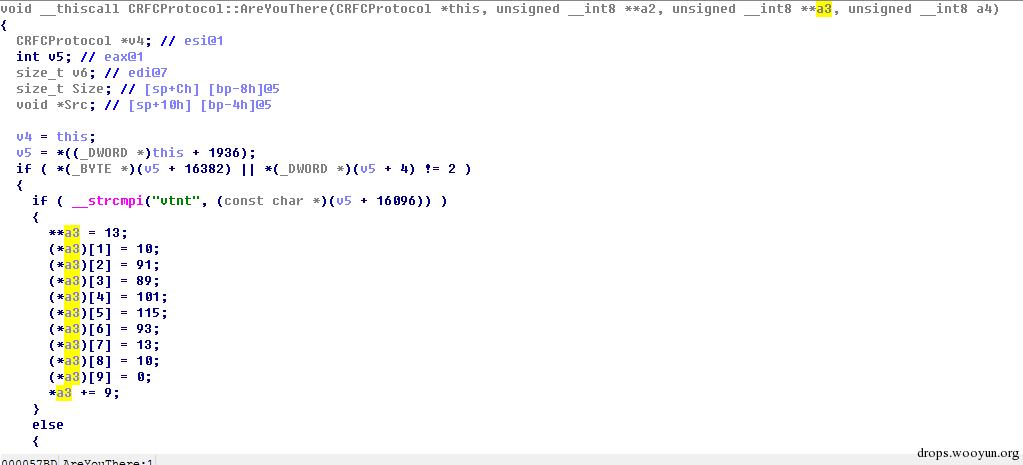 void __thiscall CRFCProtocol::AreYouThere(CRFCProtocol *this, unsigned __int8 **a2, unsigned __int8 **a3, unsigned __int8 a4)
{
  CRFCProtocol *v4; // esi@1
  int v5; // eax@1
  size_t v6; // edi@7
  size_t Size; // [sp+Ch] [bp-8h]@5
  void *Src; // [sp+10h] [bp-4h]@5

  v4 = this;
  v5 = *((_DWORD *)this + 1936);
  if ( *(_BYTE *)(v5 + 16382) || *(_DWORD *)(v5 + 4) != 2 )
  {
    if ( __strcmpi("vtnt", (const char *)(v5 + 16096)) )
    {
      **a3 = 13;
      (*a3)[1] = 10;
      (*a3)[2] = 91;
      (*a3)[3] = 89;
      (*a3)[4] = 101;
      (*a3)[5] = 115;
      (*a3)[6] = 93;
      (*a3)[7] = 13;
      (*a3)[8] = 10;
      (*a3)[9] = 0;
      *a3 += 9;
    }
    else
    {
drops.wooyun.org
000057BD AreYouThere:1